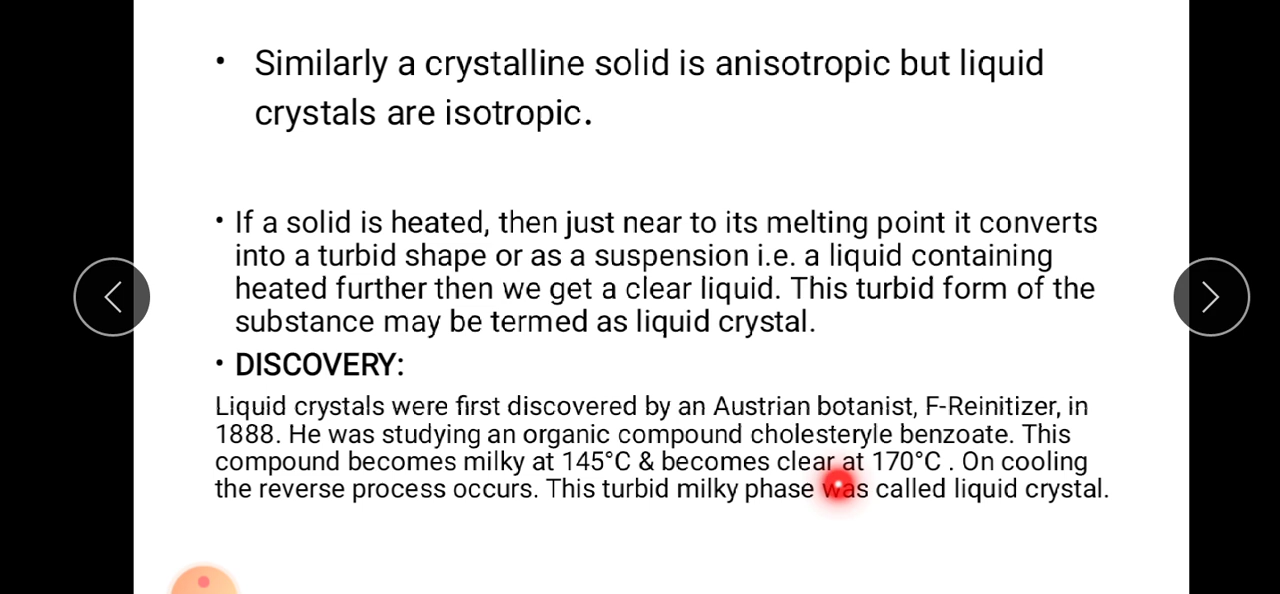 • Similarly a crystalline solid is anisotropic but liquid
crystals are isotropic.
• If a solid is heated, then just near to its melting point it converts
into a turbid shape or as a suspension i.e. a liquid containing
heated further then we get a clear liquid. This turbid form of the
substance may be termed as liquid crystal.
• DISCOVERY:
Liquid crystals were first discovered by an Austrian botanist, F-Reinitizer, in
1888. He was studying an organic compound cholesteryle benzoate. This
compound becomes milky at 145°C & becomes clear at 170°C . On cooling
the reverse process occurs. This turbid milky phase was called liquid crystal.